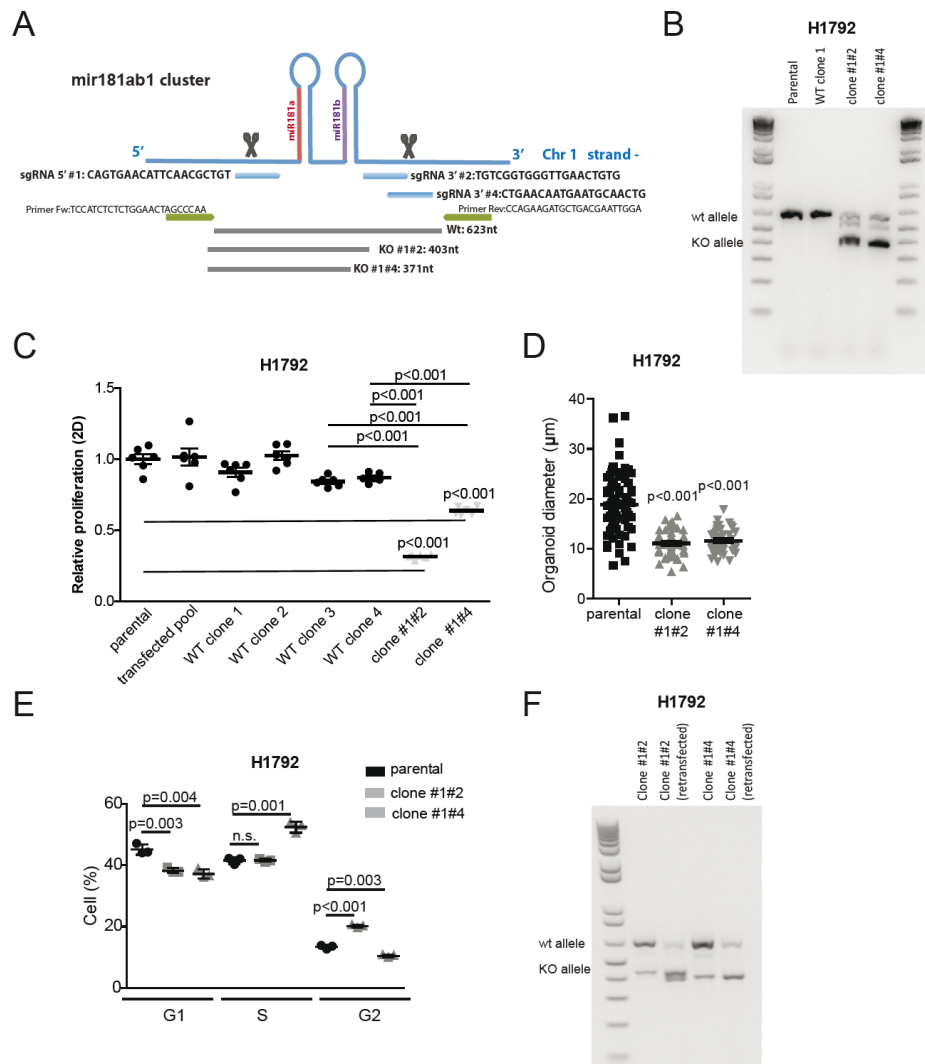 A
mir181ab1 cluster
miR181a
miR181b
5’
3’ Chr 1 strand -
sgRNA 5’ #1: CAGTGAACATTCAACGCTGT
sgRNA 3’ #2:TGTCGGTGGGTTGAACTGTG
sgRNA 3’ #4:CTGAACAATGAATGCAACTG
Primer Fw:TCCATCTCTCTGGAACTAGCCCAA
Primer Rev:CCAGAAGATGCTGACGAATTGGA
Wt: 623nt
KO #1#2: 403nt
KO #1#4: 371nt
B
H1792
Parental
WT clone 1
clone #1#2
clone #1#4
wt allele
KO allele
C
H1792
Relative proliferation (2D)
1.5
1.0
0.5
0.0
p<0.001
p<0.001
p<0.001
p<0.001
p<0.001
p<0.001
parental
transfected pool
WT clone 1
WT clone 2
WT clone 3
WT clone 4
clone #1#2
clone #1#4
D
H1792
Organoid diameter (µm)
40
30
20
10
0
p<0.001
p<0.001
parental
clone
#1#2
clone
#1#4
E
H1792
parental
clone #1#2
clone #1#4
Cell (%)
60
40
20
0
p=0.004
p=0.003
p=0.001
n.s.
p=0.003
p<0.001
G1
S
G2
F
H1792
Clone #1#2
Clone #1#2
(retransfected)
Clone #1#4
Clone #1#4
(retransfected)
wt allele
KO allele